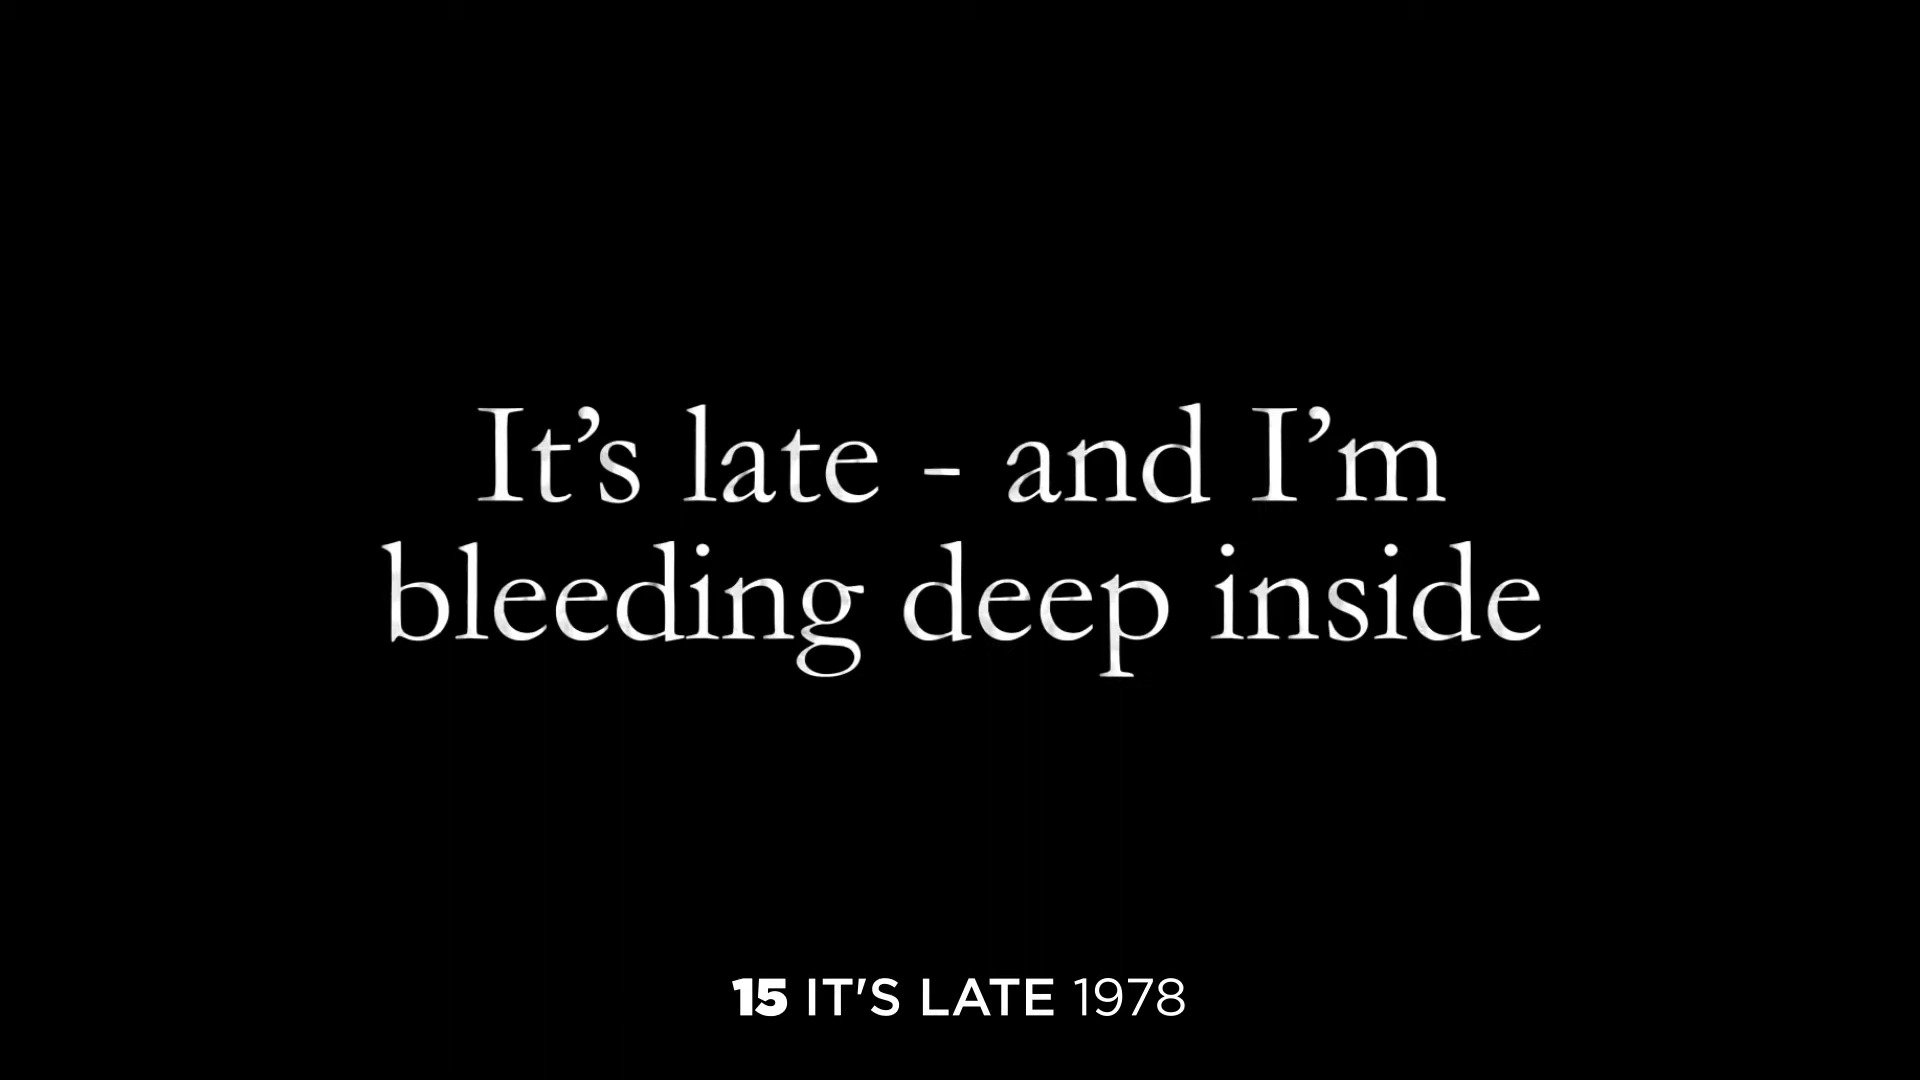 It’s late - and I’m
bleeding deep inside
15 IT'S LATE 1978